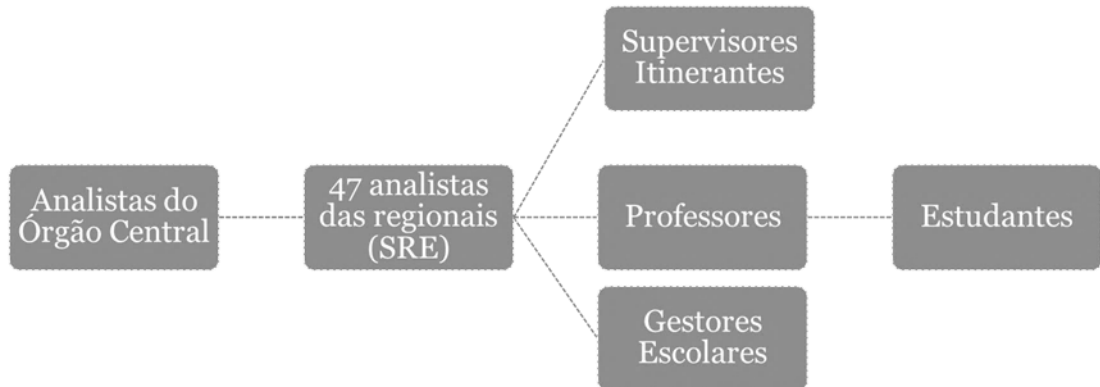 Supervisores
Itinerantes
Analistas do
Órgão Central
47 analistas
das regionais
(SRE)
Professores
Estudantes
Gestores
Escolares